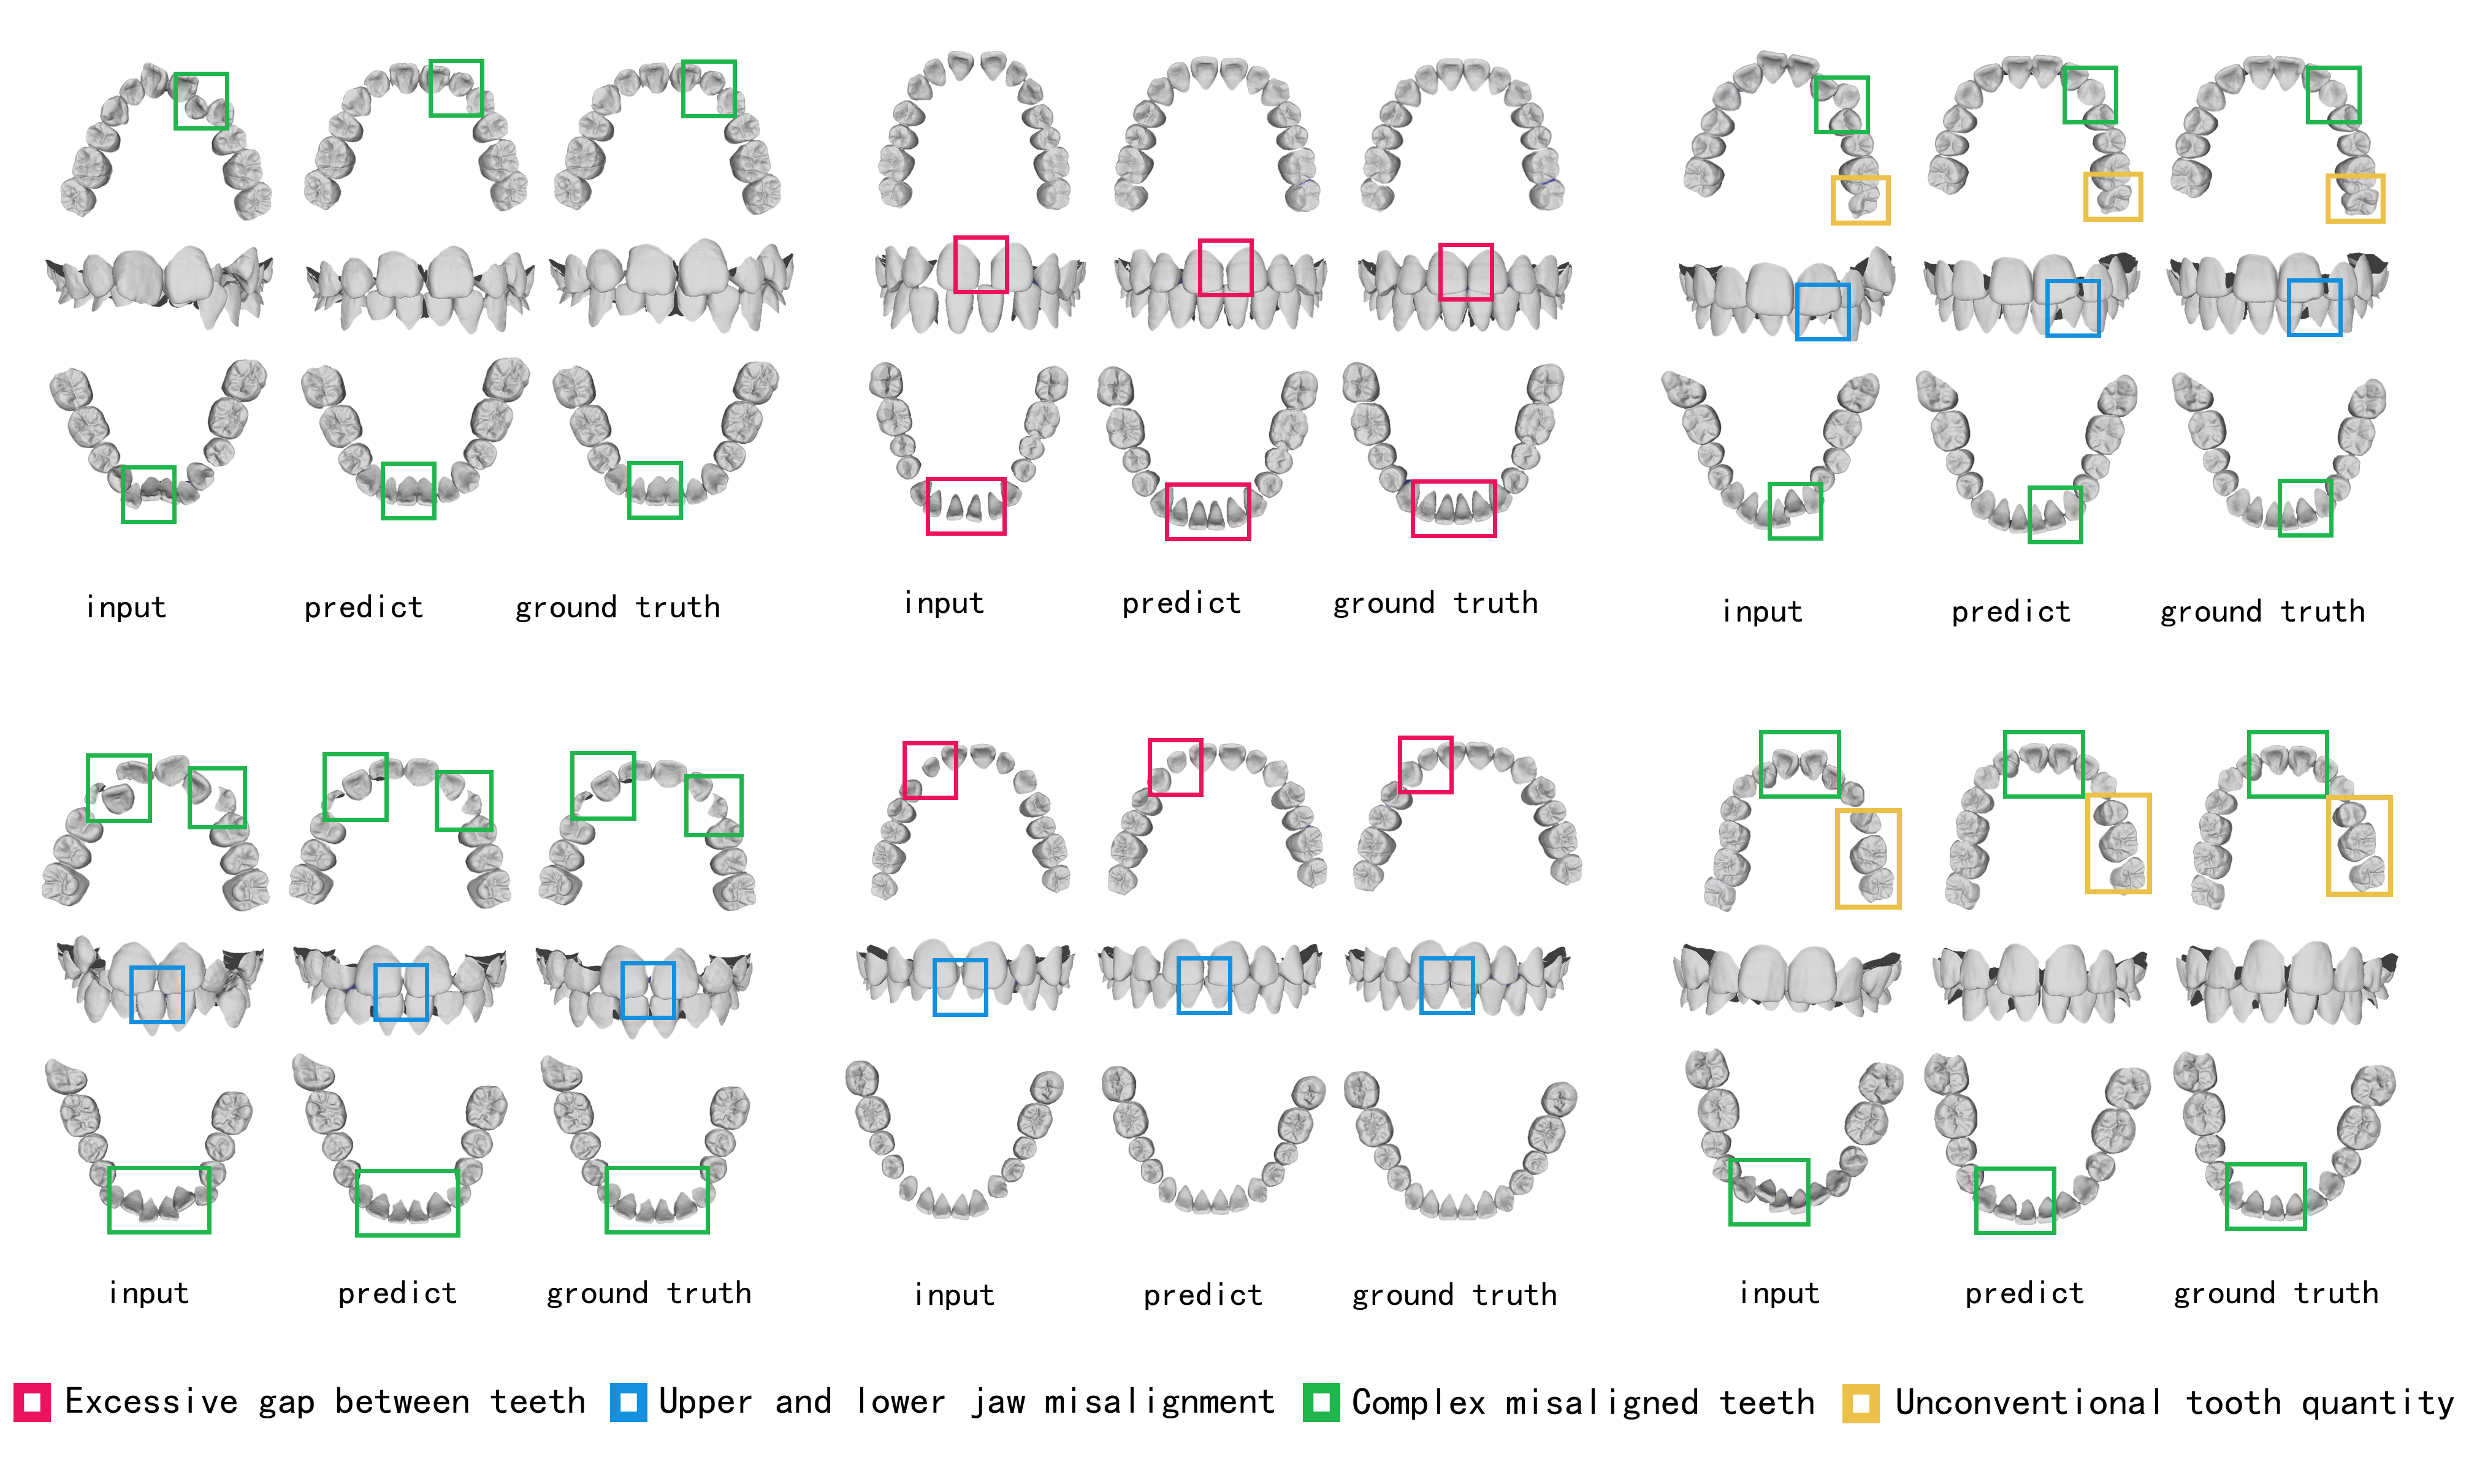 input predict ground truth input predict ground truth input predict ground truth
input predict ground truth input predict ground truth input predict ground truth
Excessive gap between teeth Upper and lower jaw misalignment Complex misaligned teeth Unconventional tooth quantity